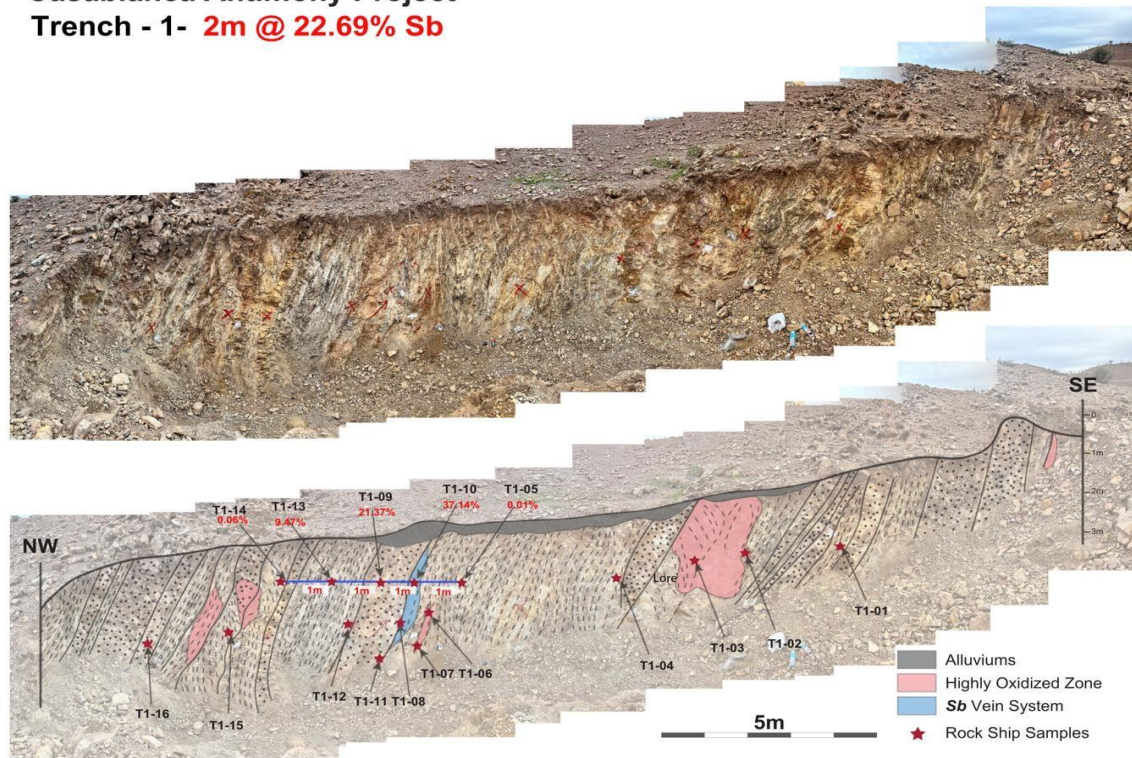 Casablanca Antimony Project
Trench - 1- 2m @ 22.69% Sb
SE
0
1m
2m
3m
NW
T1-14
0.06%
T1-13
9.47%
T1-09
21.37%
T1-10
37.14%
T1-05
0.01%
1m 1m 1m 1m
Lore
T1-01
T1-02
T1-03
T1-04
T1-07 T1-06
T1-12
T1-11 T1-08
T1-16
T1-15
5m
Alluviums
Highly Oxidized Zone
Sb Vein System
Rock Ship Samples